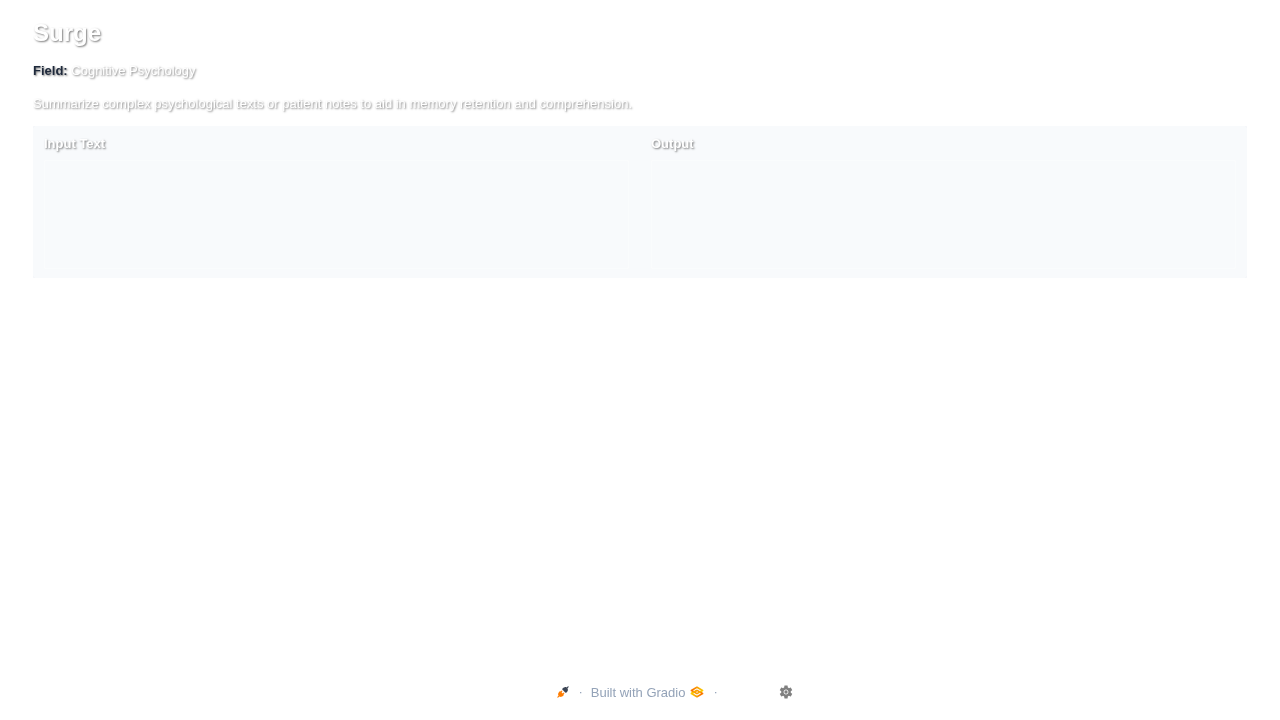 Surge
Field: Cognitive Psychology
Summarize complex psychological texts or patient notes to aid in memory retention and comprehension.
Input Text
Output
· Built with Gradio ·